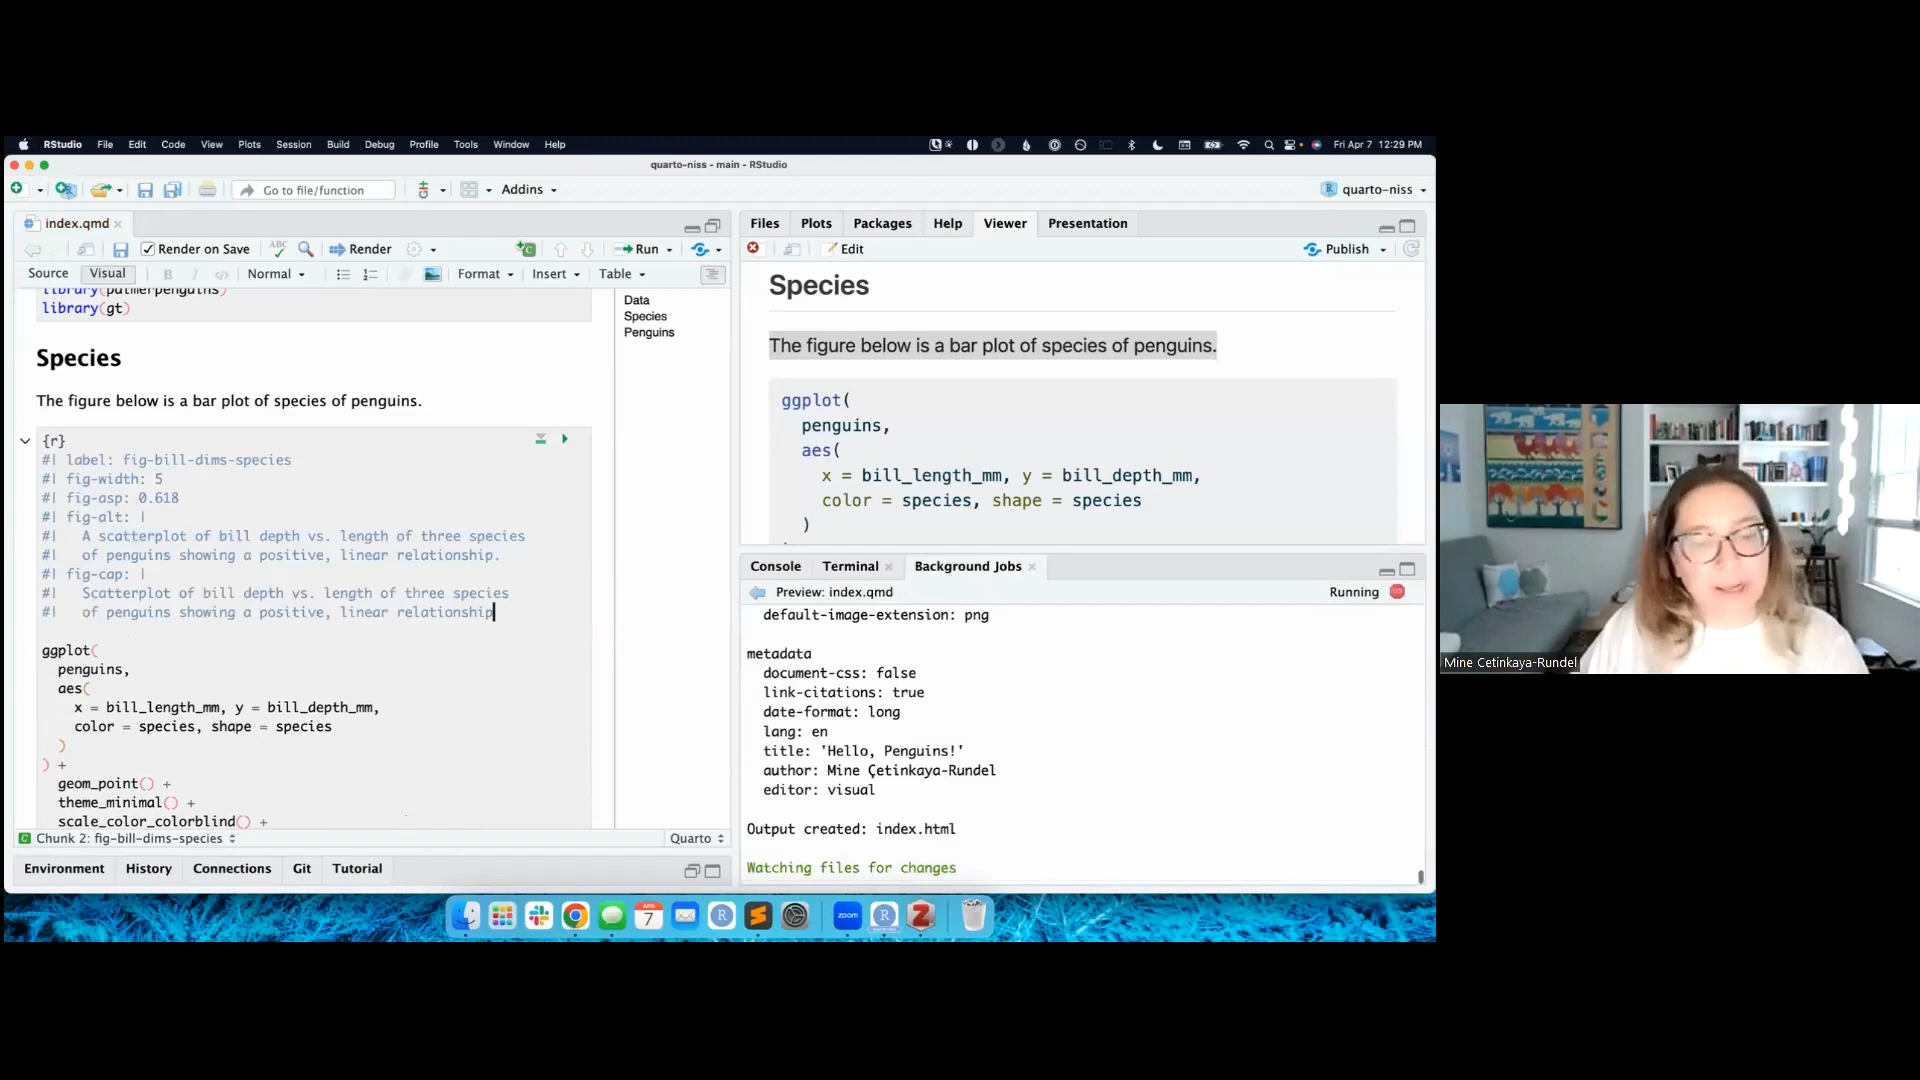 RStudio File Edit Code View Plots Session Build Debug Profile Tools Window Help Fri Apr 7 12:29 PM
quarto-niss - main - RStudio
Go to file/function Addins quarto-niss
index.qmd
Render on Save ABC Render Run
Source Visual B I Normal Format Insert Table
library(palmerpenguins)
library(gt)
Species
The figure below is a bar plot of species of penguins.
{r}
#| label: fig-bill-dims-species
#| fig-width: 5
#| fig-asp: 0.618
#| fig-alt: |
#|   A scatterplot of bill depth vs. length of three species
#|   of penguins showing a positive, linear relationship.
#| fig-cap: |
#|   Scatterplot of bill depth vs. length of three species
#|   of penguins showing a positive, linear relationship
ggplot(
  penguins,
  aes(
    x = bill_length_mm, y = bill_depth_mm,
    color = species, shape = species
  )
) +
  geom_point() +
  theme_minimal() +
  scale_color_colorblind() +
Chunk 2: fig-bill-dims-species Quarto
Data
Species
Penguins
Environment History Connections Git Tutorial
Files Plots Packages Help Viewer Presentation
Edit Publish
Species
The figure below is a bar plot of species of penguins.
ggplot(
  penguins,
  aes(
    x = bill_length_mm, y = bill_depth_mm,
    color = species, shape = species
  )
Console Terminal Background Jobs
Preview: index.qmd Running
default-image-extension: png
metadata
  document-css: false
  link-citations: true
  date-format: long
  lang: en
  title: 'Hello, Penguins!'
  author: Mine Çetinkaya-Rundel
  editor: visual
Output created: index.html
Watching files for changes
APR
7
R
zoom
R
Z
Mine Cetinkaya-Rundel